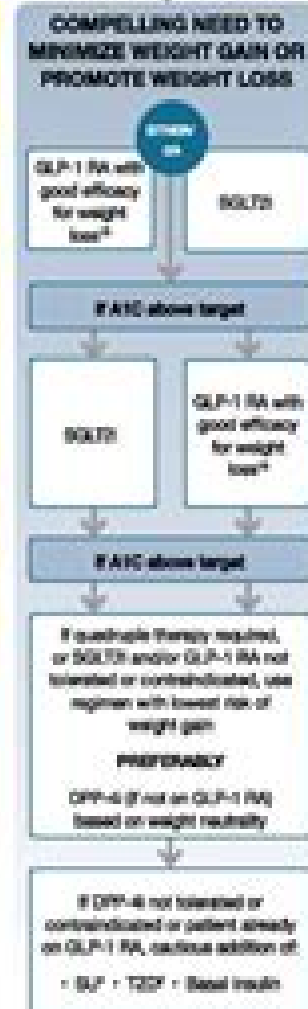 COMPELLING NEED TO
MINIMIZE WEIGHT GAIN OR
PROMOTE WEIGHT LOSS
EITHER/
OR
GLP-1 RA with
good efficacy
for weight
loss
SGLT2i
If A1C above target
SGLT2i
GLP-1 RA with
good efficacy
for weight
loss
If A1C above target
If quadruple therapy required,
or SGLT2i and/or GLP-1 RA not
tolerated or contraindicated, use
regimen with lowest risk of
weight gain
PREFERABLY
DPP-4i (if not on GLP-1 RA)
based on weight neutrality
If DPP-4i not tolerated or
contraindicated or patient already
on GLP-1 RA, cautious addition of:
• SU • TZD • Basal insulin